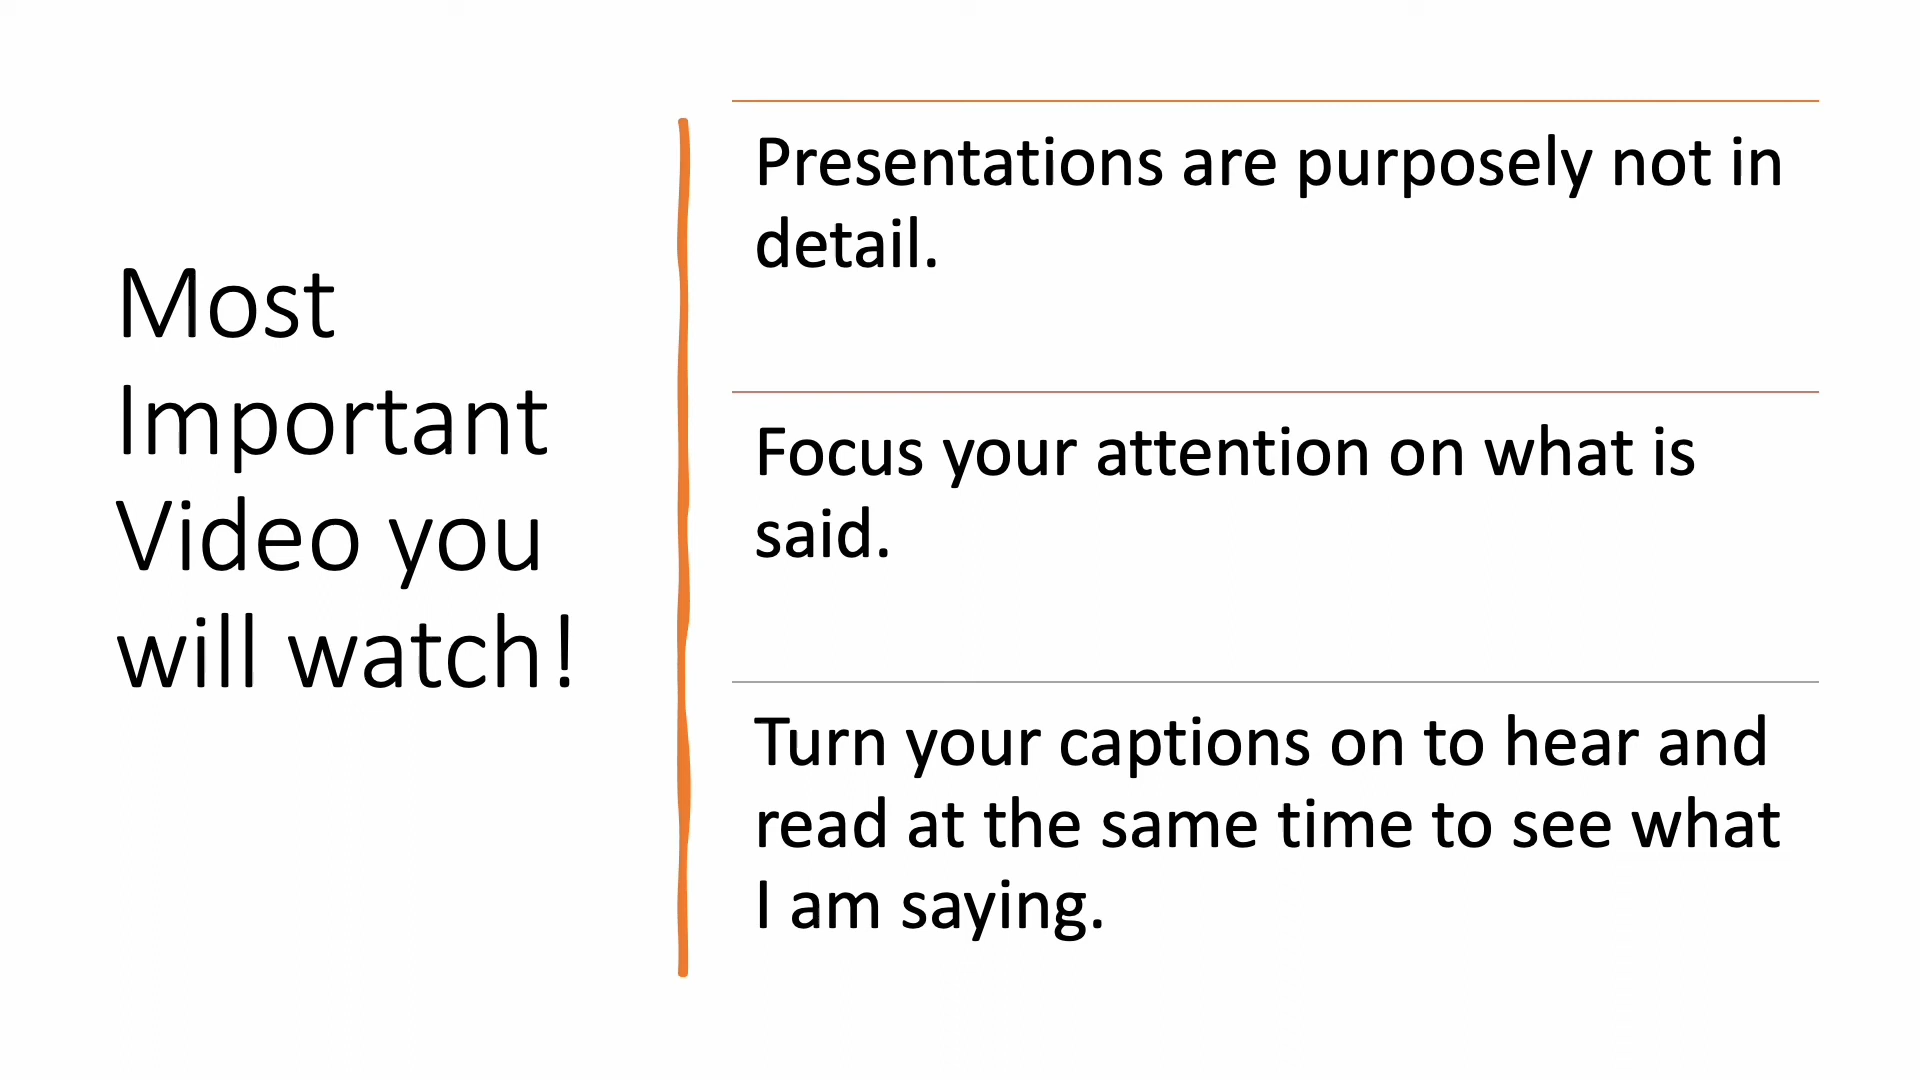 Most
Important
Video you
will watch!
Presentations are purposely not in
detail.
Focus your attention on what is
said.
Turn your captions on to hear and
read at the same time to see what
I am saying.